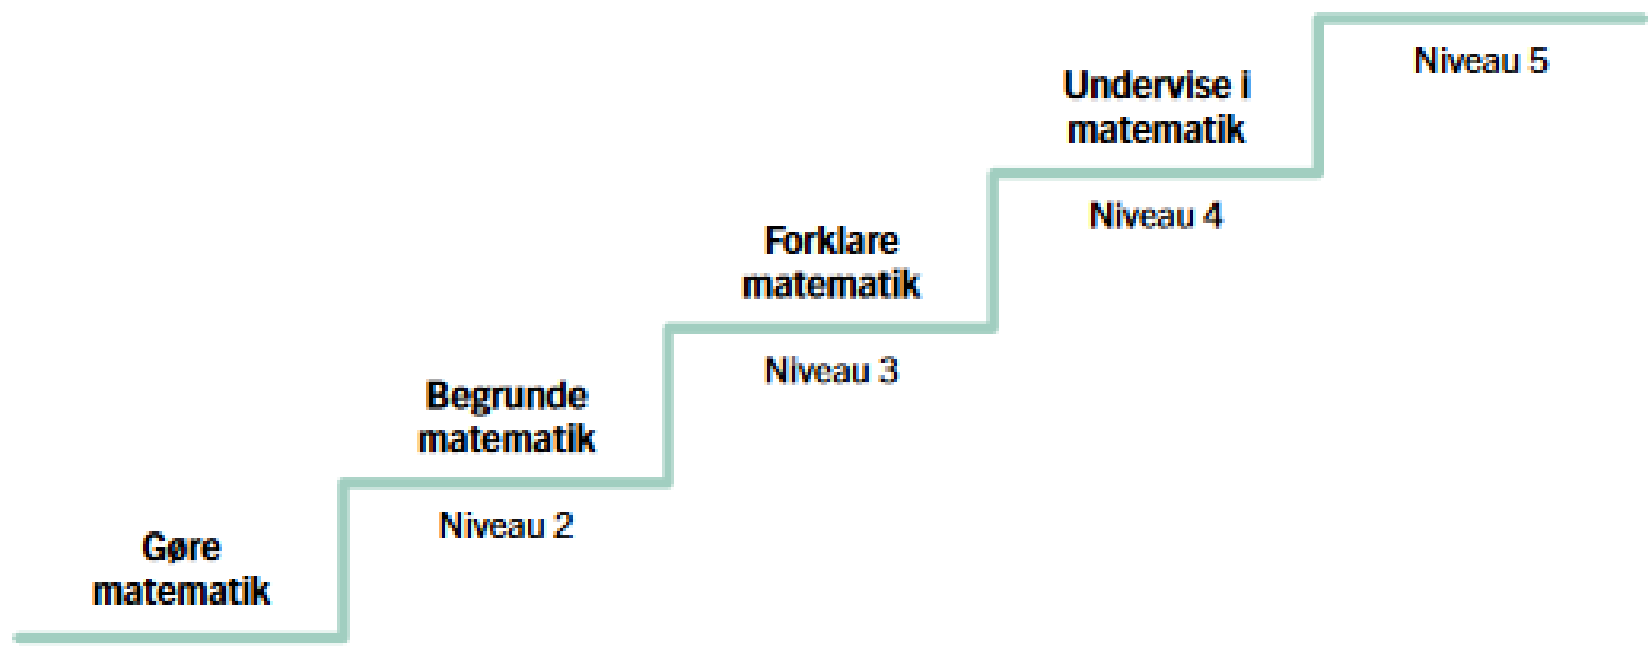 Niveau 5
Undervise i
matematik
Niveau 4
Forklare
matematik
Niveau 3
Begrunde
matematik
Niveau 2
Gøre
matematik